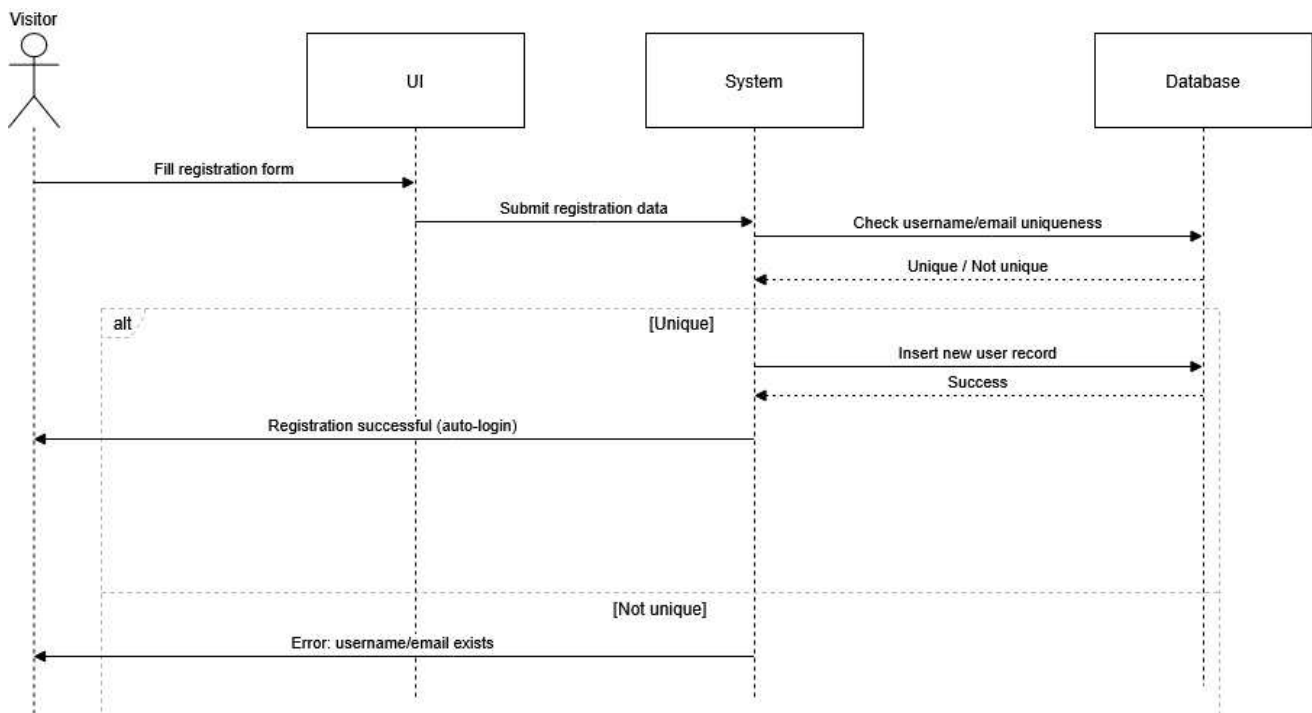 Visitor
UI
System
Database
Fill registration form
Submit registration data
Check username/email uniqueness
Unique / Not unique
alt
[Unique]
Insert new user record
Success
Registration successful (auto-login)
[Not unique]
Error: username/email exists